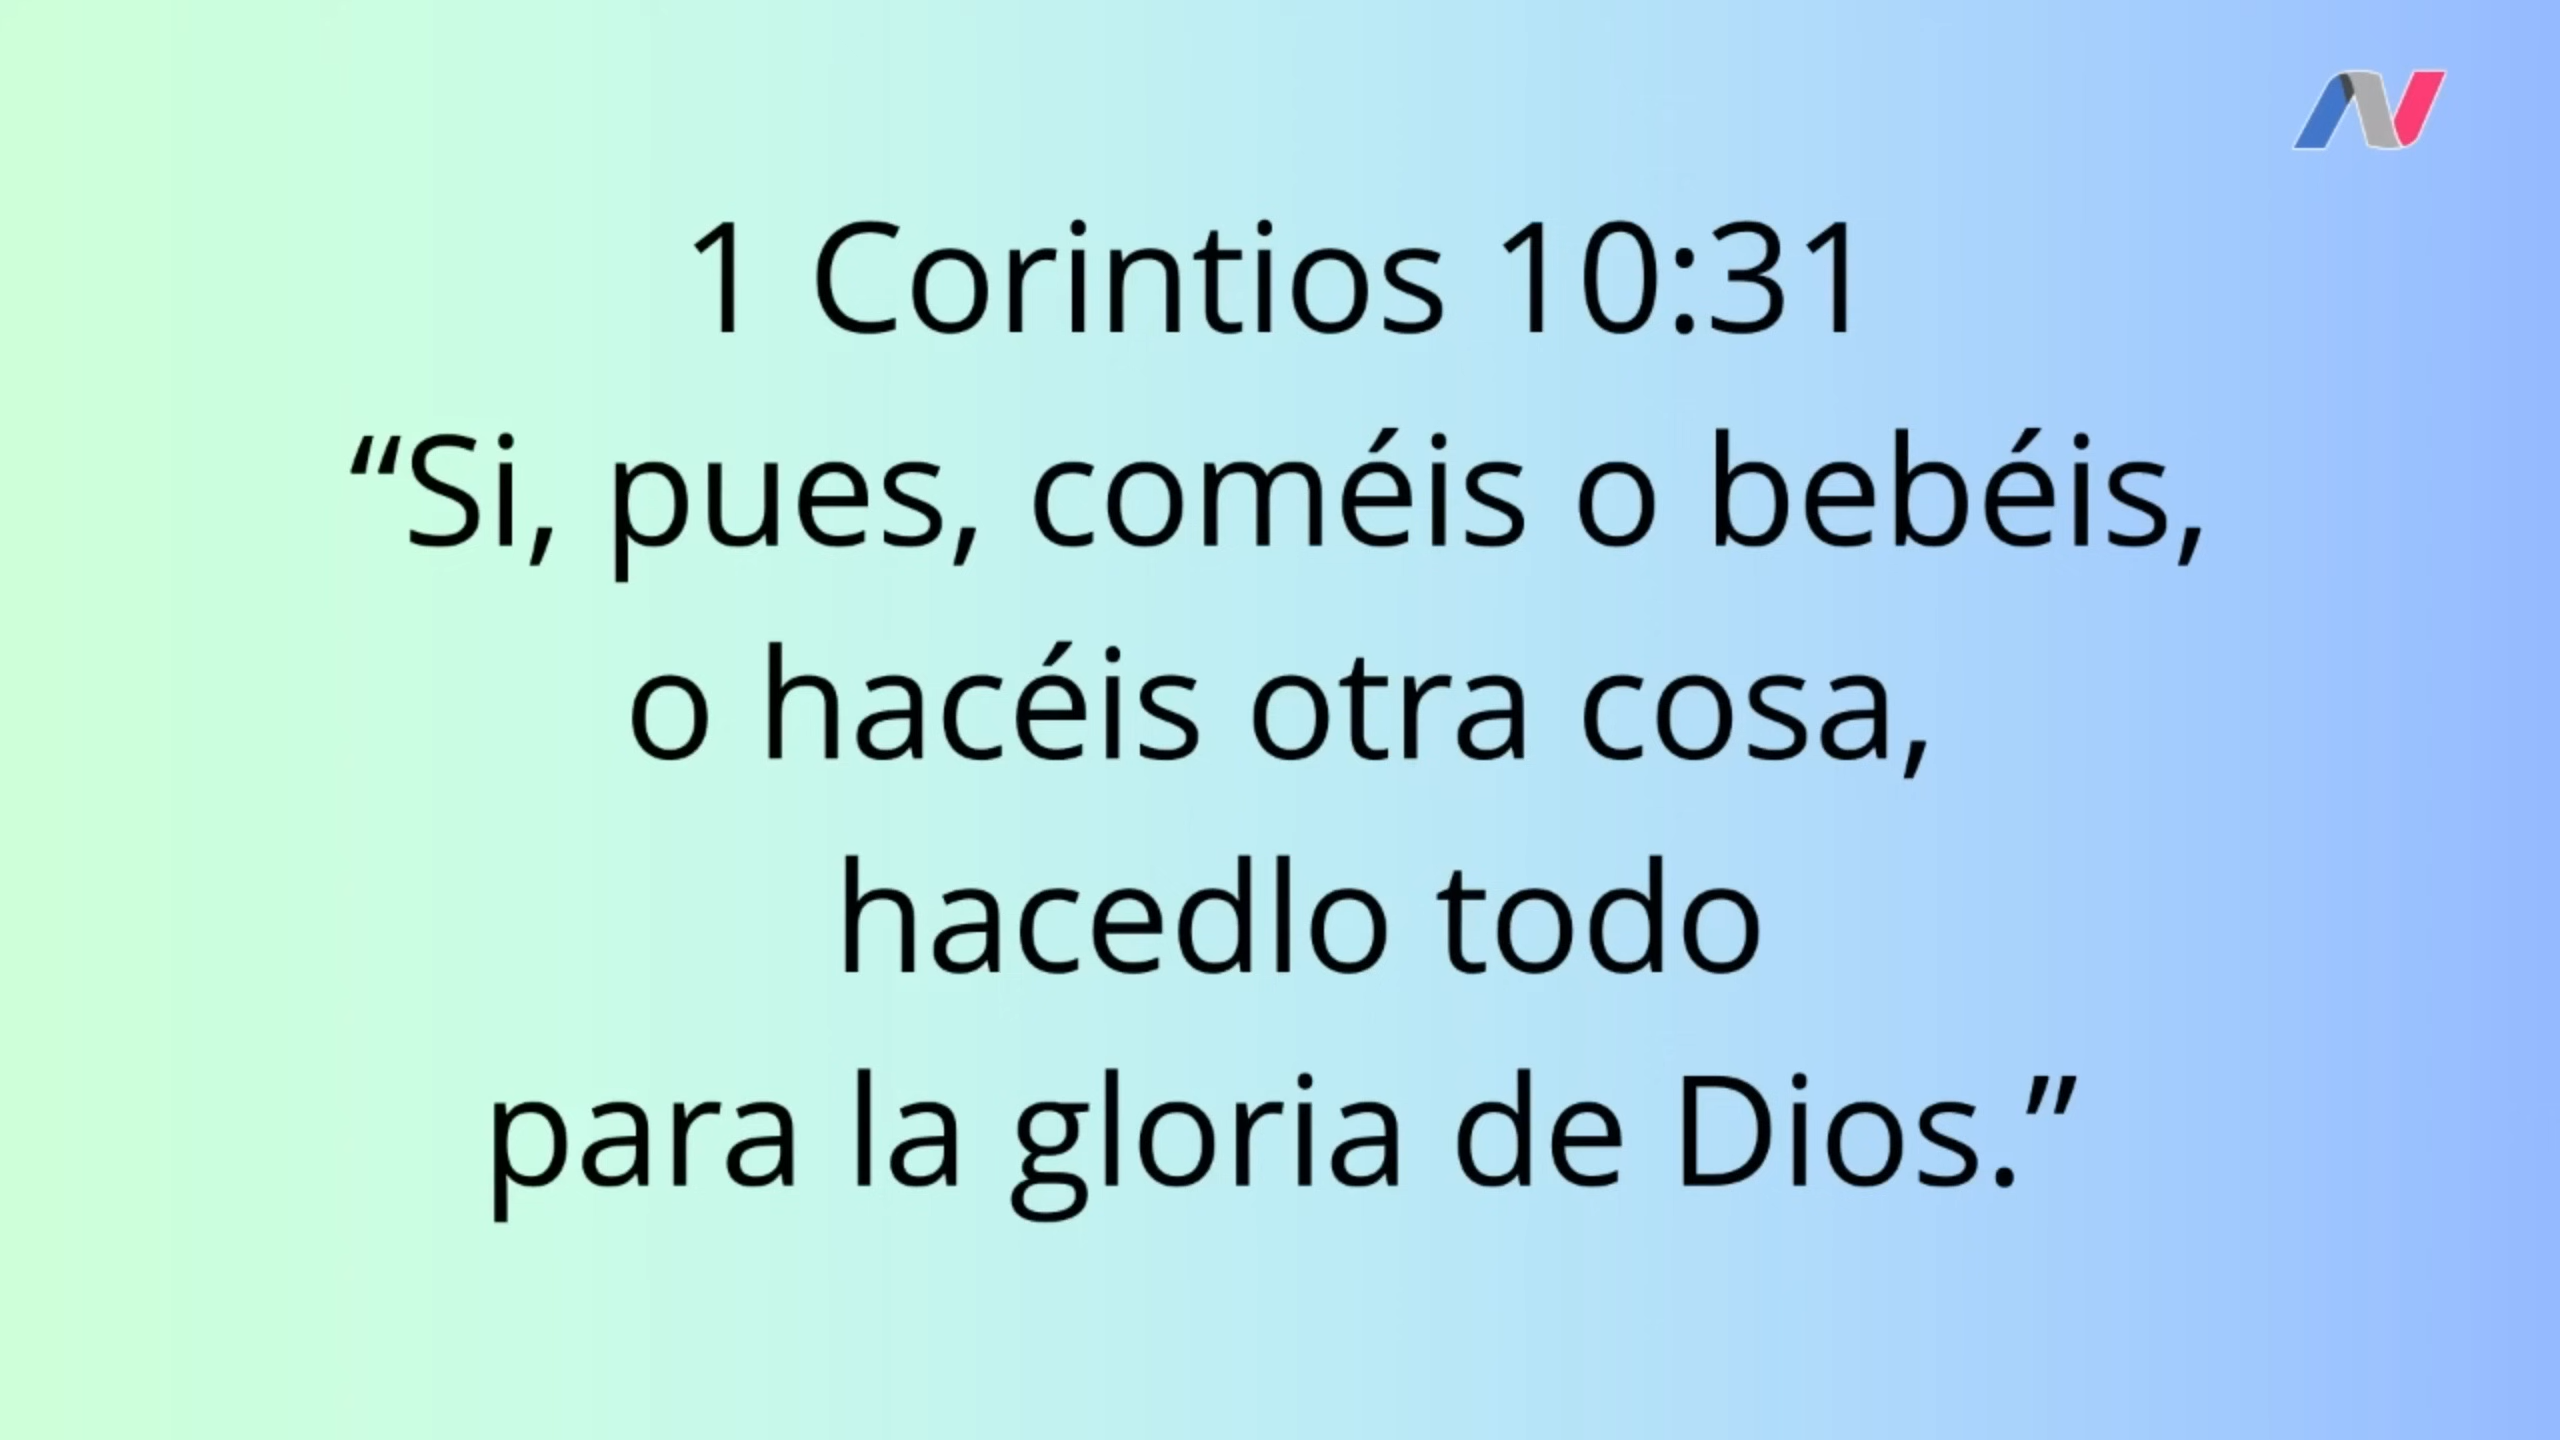 1 Corintios 10:31
“Si, pues, coméis o bebéis,
o hacéis otra cosa,
hacedlo todo
para la gloria de Dios.”